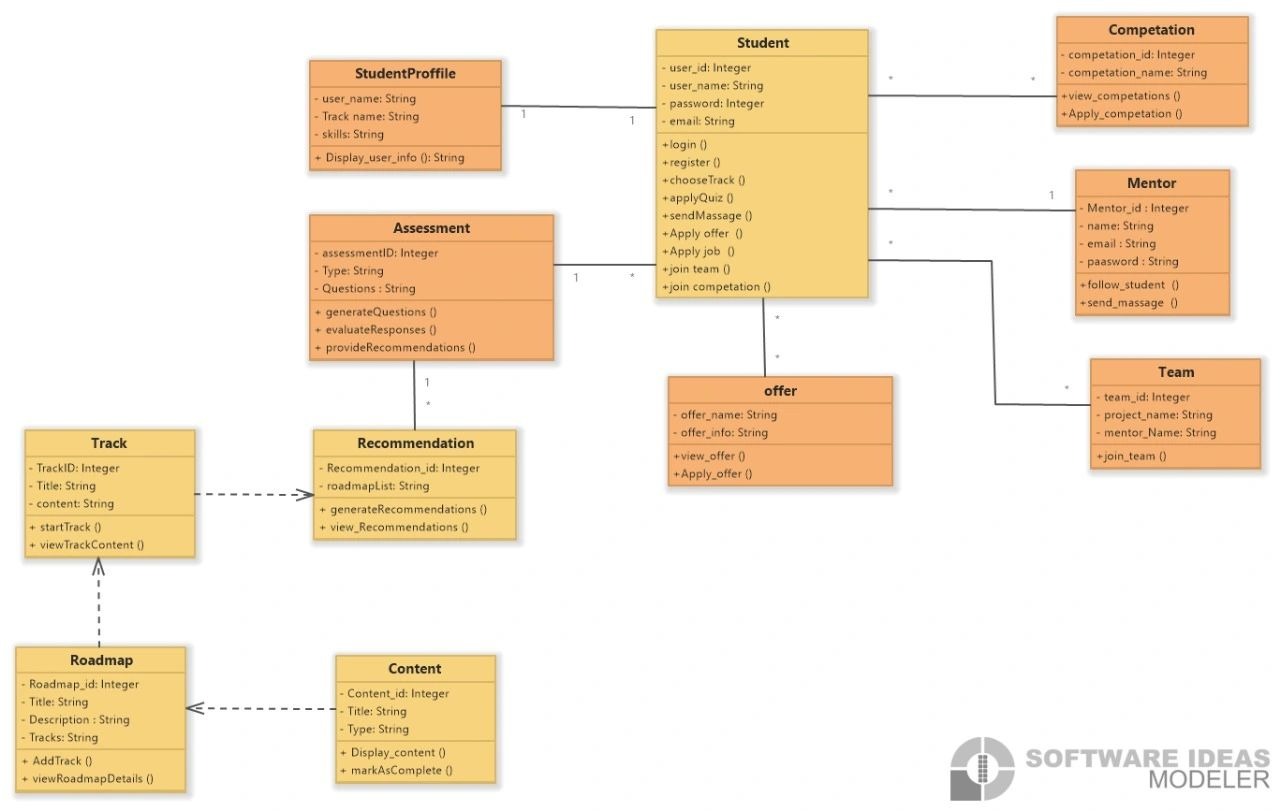 Student
- user_id: Integer
- user_name: String
- password: Integer
- email: String
+login ()
+register ()
+chooseTrack ()
+applyQuiz ()
+sendMassage ()
+Apply offer  ()
+Apply job  ()
+join team ()
+join competation ()
StudentProffile
- user_name: String
- Track name: String
- skills: String
+ Display_user_info (): String
1
1
Competation
- competation_id: Integer
- competation_name: String
+view_competations ()
+Apply_competation ()
*
*
Mentor
- Mentor_id : Integer
- name: String
- email : String
- paasword : String
+follow_student  ()
+send_massage  ()
*
1
Assessment
- assessmentID: Integer
- Type: String
- Questions : String
+ generateQuestions ()
+ evaluateResponses ()
+ provideRecommendations ()
1
*
*
*
Team
- team_id: Integer
- project_name: String
- mentor_Name: String
+join_team ()
*
*
offer
- offer_name: String
- offer_info: String
+view_offer ()
+Apply_offer ()
1
*
Track
- TrackID: Integer
- Title: String
- content: String
+ startTrack ()
+ viewTrackContent ()
Recommendation
- Recommendation_id: Integer
- roadmapList: String
+ generateRecommendations ()
+ view_Recommendations ()
Roadmap
- Roadmap_id: Integer
- Title: String
- Description : String
- Tracks: String
+ AddTrack ()
+ viewRoadmapDetails ()
Content
- Content_id: Integer
- Title: String
- Type: String
+ Display_content ()
+ markAsComplete ()
SOFTWARE IDEAS
MODELER